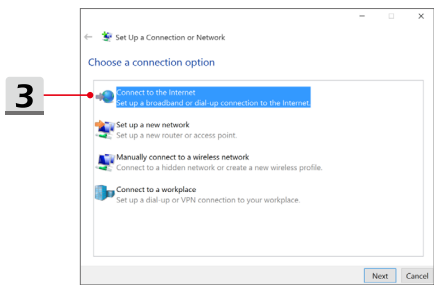 Set Up a Connection or Network
Choose a connection option
3
Connect to the Internet
Set up a broadband or dial-up connection to the Internet.
Set up a new network
Set up a new router or access point.
Manually connect to a wireless network
Connect to a hidden network or create a new wireless profile.
Connect to a workplace
Set up a dial-up or VPN connection to your workplace.
Next Cancel